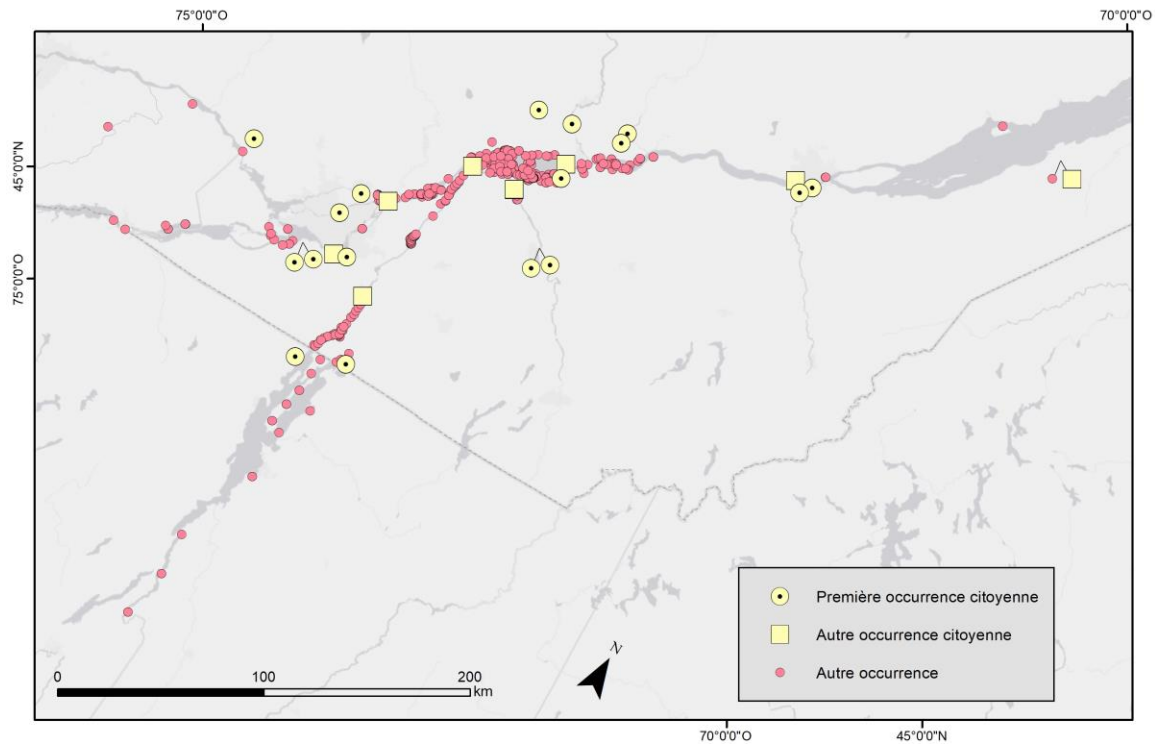 75°0'0"O
70°0'0"O
45°0'0"N
75°0'0"O
Première occurrence citoyenne
Autre occurrence citoyenne
Autre occurrence
N
0
100
200
km
70°0'0"O
45°0'0"N